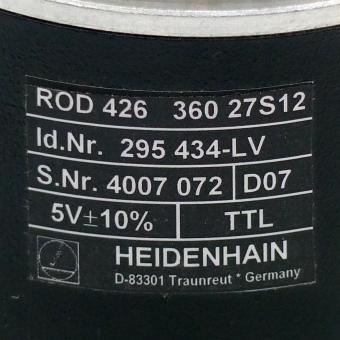 ROD 426 360 27S12
Id.Nr. 295 434-LV
S.Nr. 4007 072 D07
5V±10% TTL
HEIDENHAIN
D-83301 Traunreut * Germany